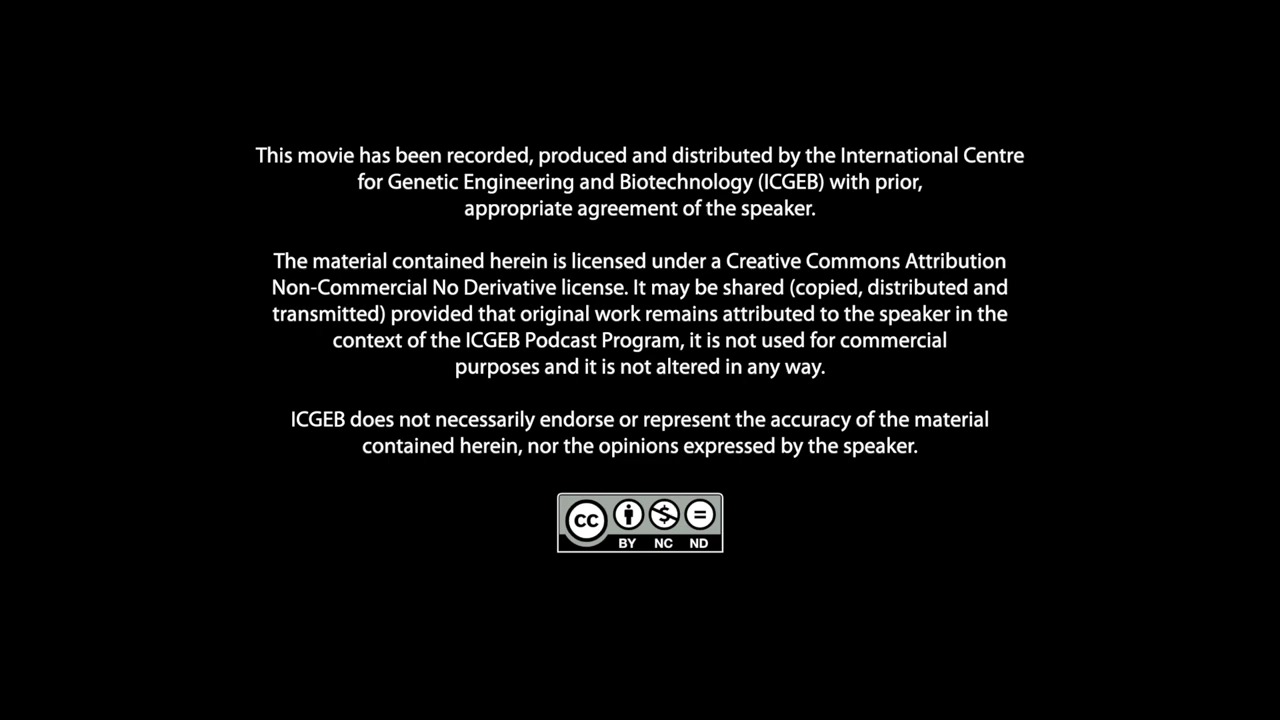 This movie has been recorded, produced and distributed by the International Centre
for Genetic Engineering and Biotechnology (ICGEB) with prior,
appropriate agreement of the speaker.
The material contained herein is licensed under a Creative Commons Attribution
Non-Commercial No Derivative license. It may be shared (copied, distributed and
transmitted) provided that original work remains attributed to the speaker in the
context of the ICGEB Podcast Program, it is not used for commercial
purposes and it is not altered in any way.
ICGEB does not necessarily endorse or represent the accuracy of the material
contained herein, nor the opinions expressed by the speaker.
CC
BY NC ND